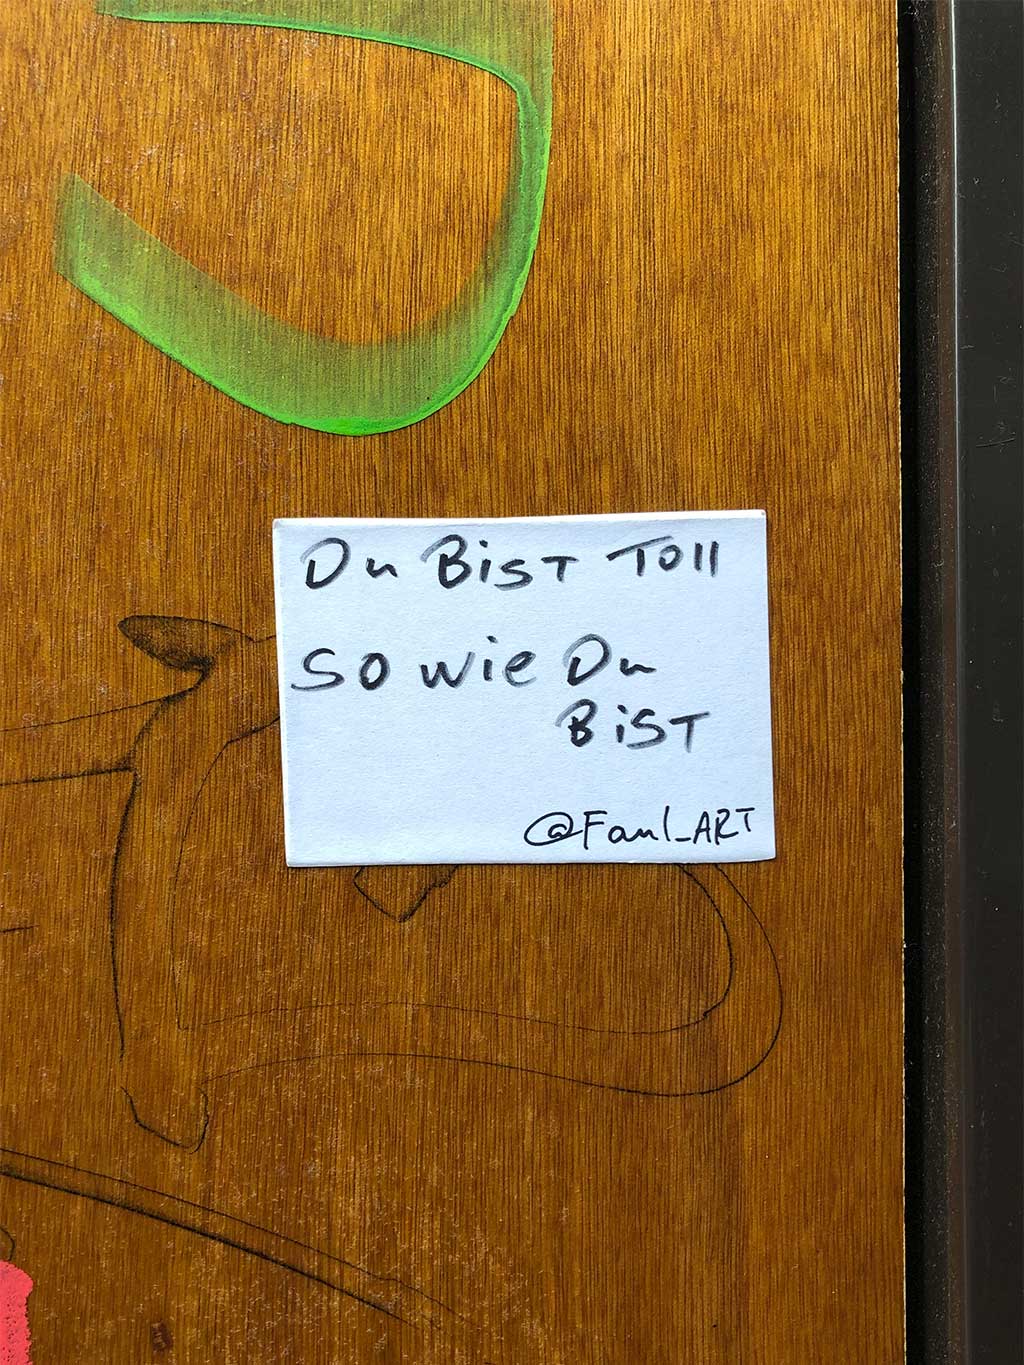 Du BiST Toll
so wie Du
BiST
@Faul_ART